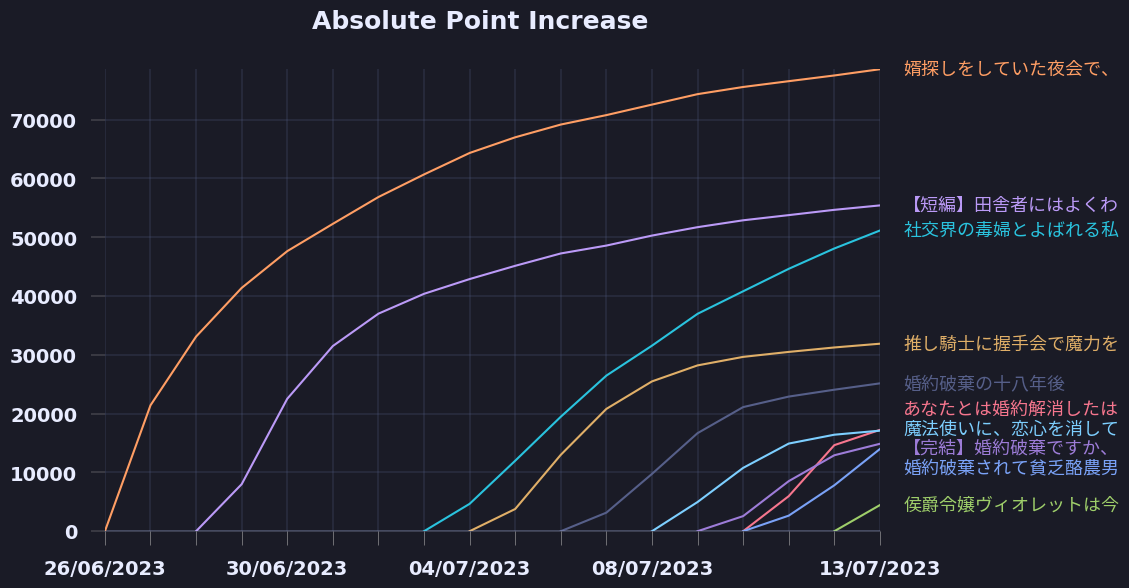 Absolute Point Increase
婿探しをしていた夜会で、
70000
60000
【短編】田舎者にはよくわ
50000
社交界の毒婦とよばれる私
40000
推し騎士に握手会で魔力を
30000
婚約破棄の十八年後
20000
あなたとは婚約解消したは
魔法使いに、恋心を消して
【完結】婚約破棄ですか、
10000
婚約破棄されて貧乏酪農男
侯爵令嬢ヴィオレットは今
0
26/06/2023 30/06/2023 04/07/2023 08/07/2023 13/07/2023